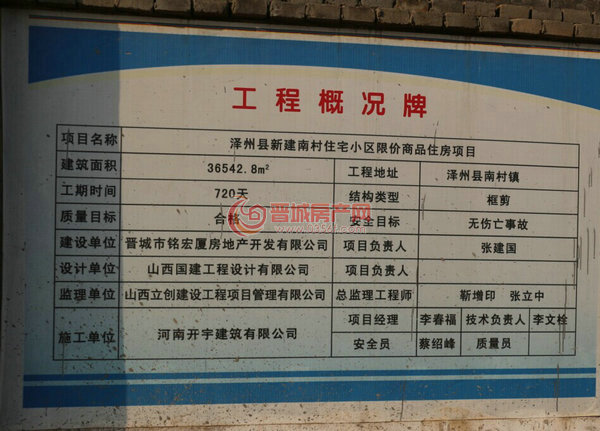 工程概况牌
项目名称 泽州县新建南村住宅小区限价商品住房项目
建筑面积 36542.8m² 工程地址 泽州县南村镇
工期时间 720天 结构类型 框剪
质量目标 合格 安全目标 无伤亡事故
晋城房产网
建设单位 晋城市铭宏厦房地产开发有限公司 项目负责人 张建国
设计单位 山西国建工程设计有限公司 项目负责人
监理单位 山西立创建设工程项目管理有限公司 总监理工程师 靳增印 张立中
施工单位 河南开宇建筑有限公司 项目经理 李春福 技术负责人 李文栓
安全员 蔡绍峰 质量员